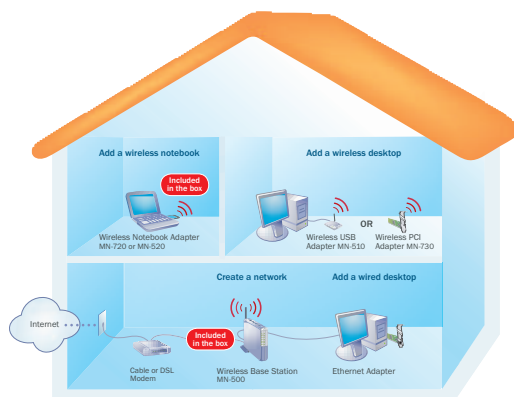 Add a wireless notebook
Included
in the box
Wireless Notebook Adapter
MN-720 or MN-520
Add a wireless desktop
OR
Wireless USB
Adapter MN-510
Wireless PCI
Adapter MN-730
Create a network
Add a wired desktop
Internet
Included
in the box
Cable or DSL
Modem
Wireless Base Station
MN-500
Ethernet Adapter